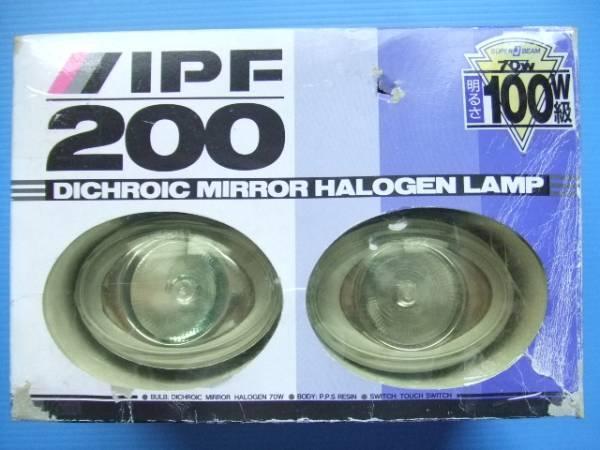 IPF
200
SUPER J BEAM
70W
明るさ
100W級
DICHROIC MIRROR HALOGEN LAMP
● BULB: DICHROIC MIRROR HALOGEN 70W ● BODY: P.P.S RESIN ● SWITCH: TOUCH SWITCH ●